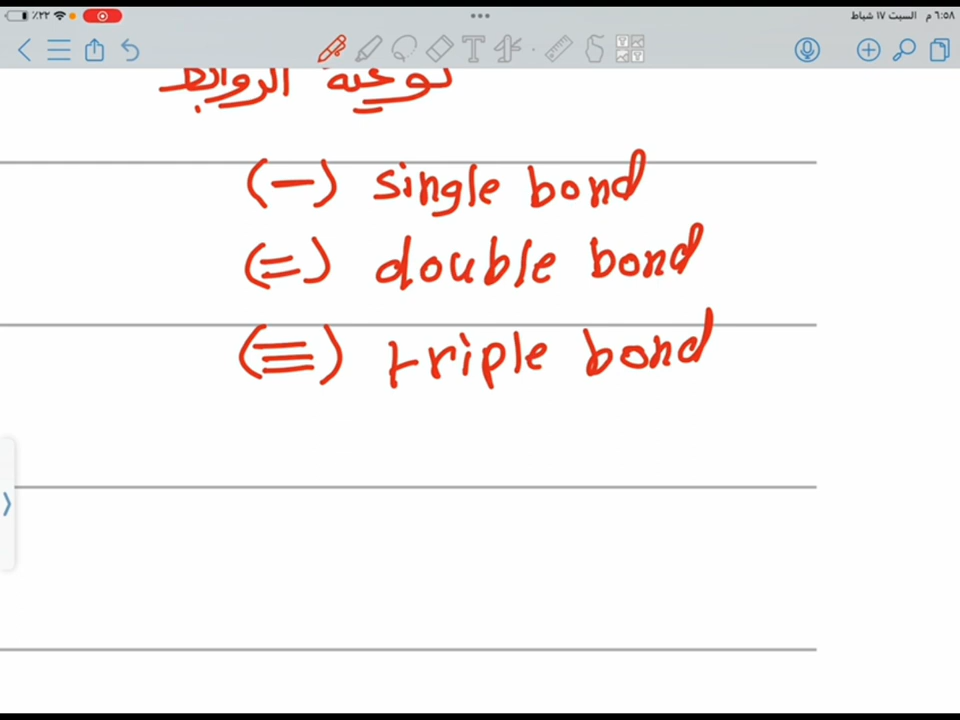 ٦:٥٨ م السبت ١٧ شباط
٪٢٢
نوعية الروابط
(-) single bond
(=) double bond
(≡) triple bond